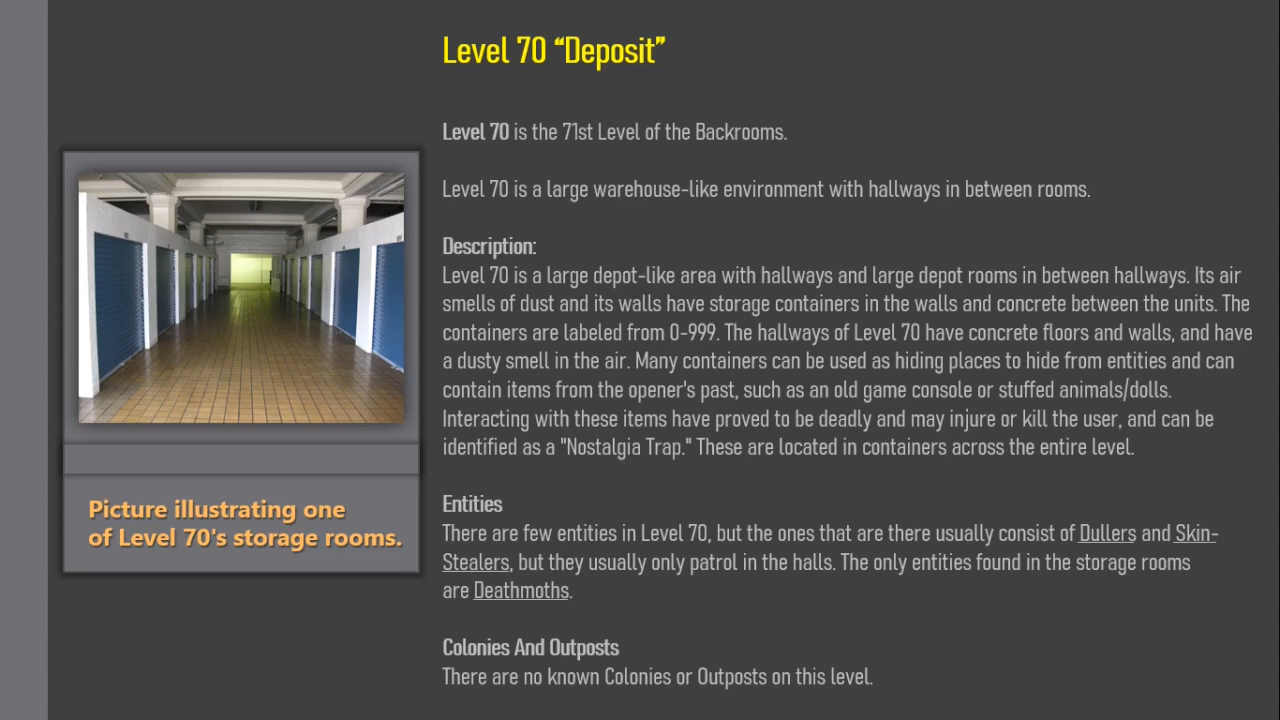 Level 70 “Deposit”
Level 70 is the 71st Level of the Backrooms.
Level 70 is a large warehouse-like environment with hallways in between rooms.
Description:
Level 70 is a large depot-like area with hallways and large depot rooms in between hallways. Its air
smells of dust and its walls have storage containers in the walls and concrete between the units. The
containers are labeled from 0-999. The hallways of Level 70 have concrete floors and walls, and have
a dusty smell in the air. Many containers can be used as hiding places to hide from entities and can
contain items from the opener's past, such as an old game console or stuffed animals/dolls.
Interacting with these items have proved to be deadly and may injure or kill the user, and can be
identified as a "Nostalgia Trap." These are located in containers across the entire level.
Entities
There are few entities in Level 70, but the ones that are there usually consist of Dullers and Skin-
Stealers, but they usually only patrol in the halls. The only entities found in the storage rooms
are Deathmoths.
Colonies And Outposts
There are no known Colonies or Outposts on this level.
Picture illustrating one
of Level 70's storage rooms.